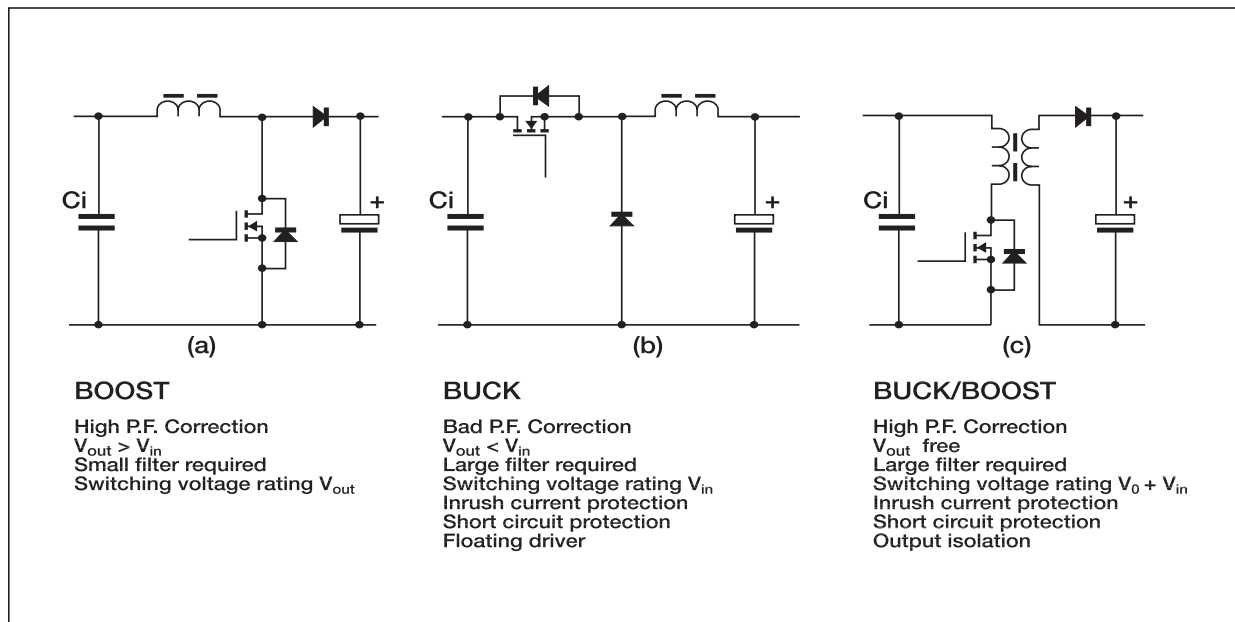 Ci
+
(a)
BOOST
High P.F. Correction
Vout > Vin
Small filter required
Switching voltage rating Vout
Ci
+
(b)
BUCK
Bad P.F. Correction
Vout < Vin
Large filter required
Switching voltage rating Vin
Inrush current protection
Short circuit protection
Floating driver
Ci
+
(c)
BUCK/BOOST
High P.F. Correction
Vout free
Large filter required
Switching voltage rating V0 + Vin
Inrush current protection
Short circuit protection
Output isolation